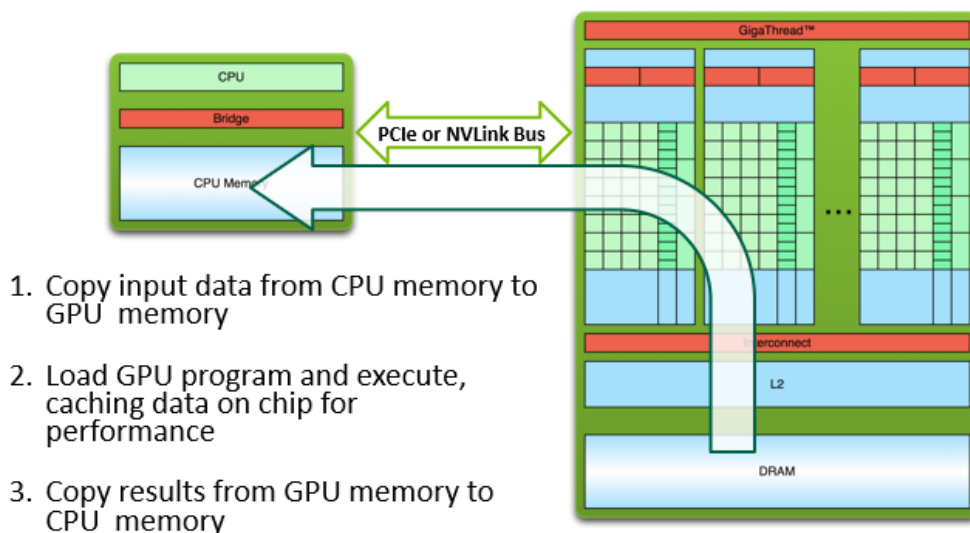 GigaThread™
CPU
Bridge
PCIe or NVLink Bus
CPU Memory
1. Copy input data from CPU memory to
GPU memory
2. Load GPU program and execute,
caching data on chip for
performance
3. Copy results from GPU memory to
CPU memory
Interconnect
L2
DRAM